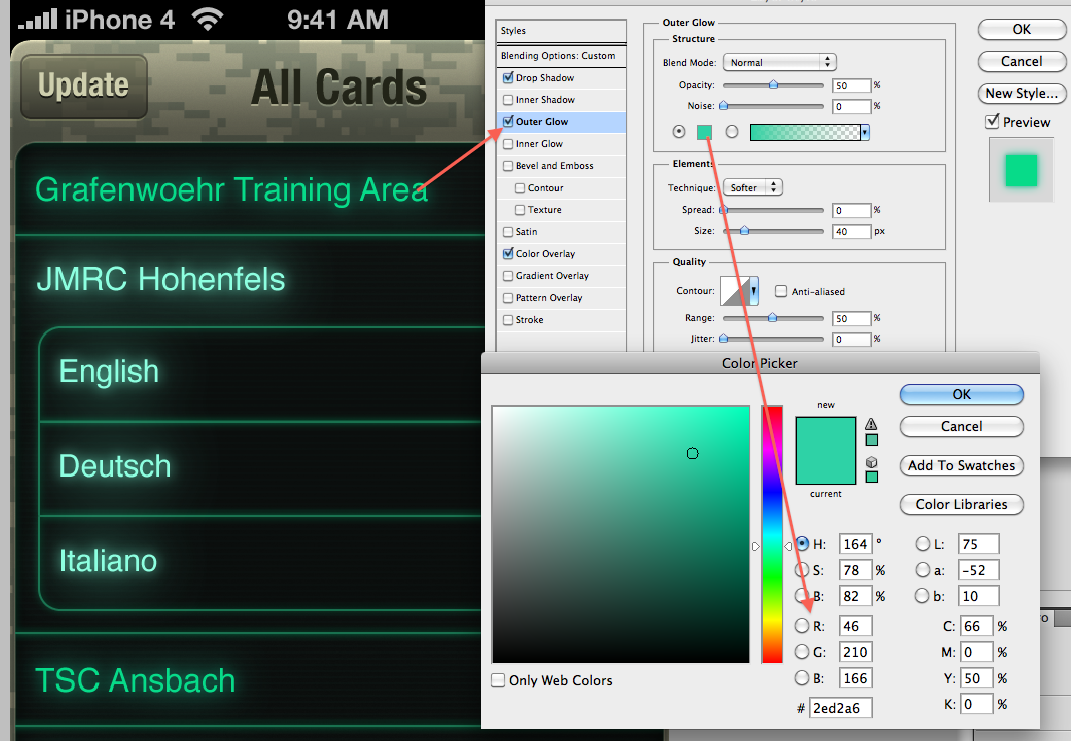 iPhone 4
9:41 AM
Update
All Cards
Grafenwoehr Training Area
JMRC Hohenfels
English
Deutsch
Italiano
TSC Ansbach
Styles
Blending Options: Custom
Drop Shadow
Inner Shadow
Outer Glow
Inner Glow
Bevel and Emboss
Contour
Texture
Satin
Color Overlay
Gradient Overlay
Pattern Overlay
Stroke
Outer Glow
Structure
Blend Mode: Normal
Opacity: 50 %
Noise: 0 %
Elements
Technique: Softer
Spread: 0 %
Size: 40 px
Quality
Contour: Anti-aliased
Range: 50 %
Jitter: 0 %
OK
Cancel
New Style...
Preview
Color Picker
new
current
OK
Cancel
Add To Swatches
Color Libraries
H: 164 °
S: 78 %
B: 82 %
R: 46
G: 210
B: 166
# 2ed2a6
L: 75
a: -52
b: 10
C: 66 %
M: 0 %
Y: 50 %
K: 0 %
Only Web Colors